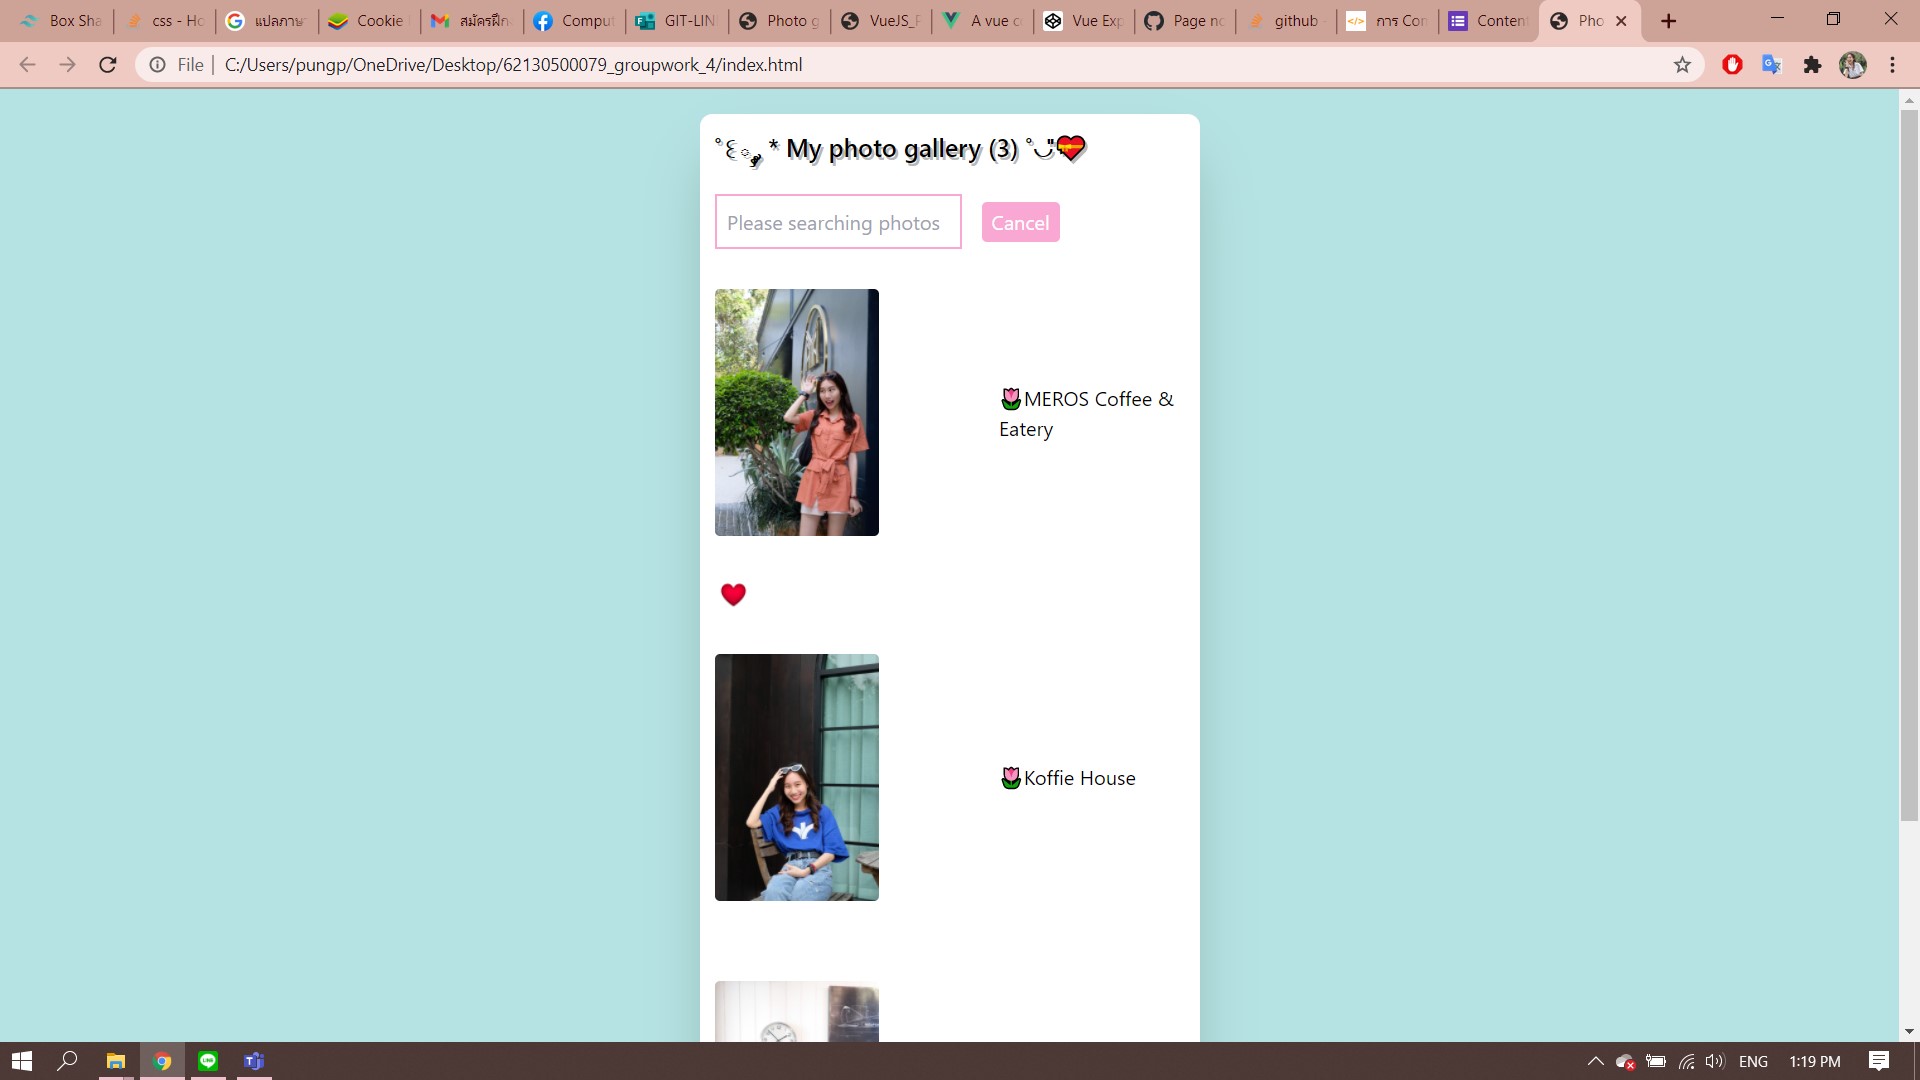 Box Sha
css - Ho
แปลภาษา
Cookie
สมัครฝึก
Comput
GIT-LIN
Photo g
VueJS_F
A vue c
Vue Exp
Page no
github
การ Con
Content
Pho
File
C:/Users/pungp/OneDrive/Desktop/62130500079_groupwork_4/index.html
* My photo gallery (3)
Please searching photos
Cancel
🌷MEROS Coffee &
Eatery
❤
🌷Koffie House
ENG
1:19 PM